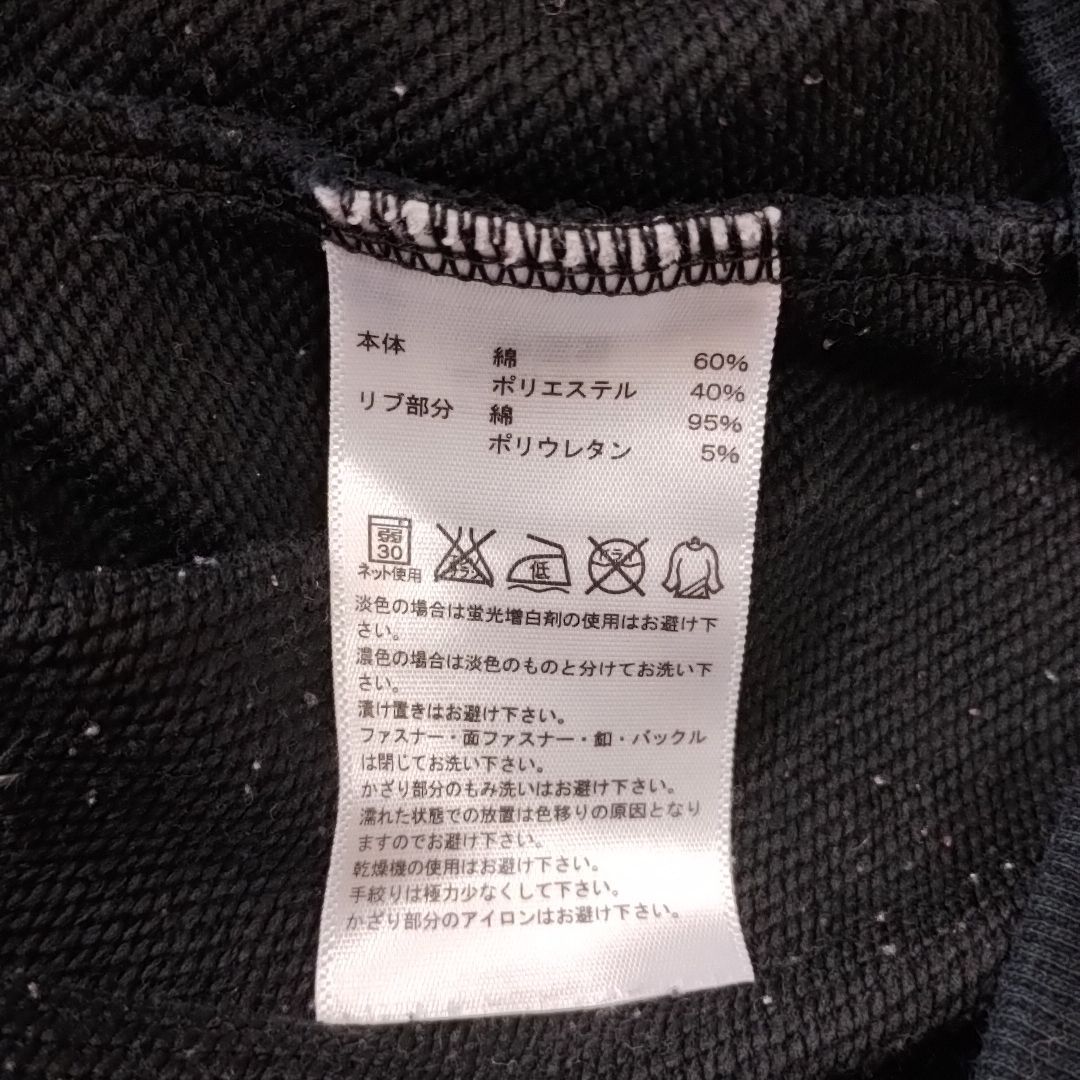 本体 綿 60%
ポリエステル 40%
リブ部分 綿 95%
ポリウレタン 5%
弱
30
ネット使用
エンソ
サラシ
低
ドライ
淡色の場合は蛍光増白剤の使用はお避け下
さい。
濃色の場合は淡色のものと分けてお洗い下
さい。
漬け置きはお避け下さい。
ファスナー・面ファスナー・釦・バックル
は閉じてお洗い下さい。
かざり部分のもみ洗いはお避け下さい。
濡れた状態での放置は色移りの原因となり
ますのでお避け下さい。
乾燥機の使用はお避け下さい。
手絞りは極力少なくして下さい。
かざり部分のアイロンはお避け下さい。